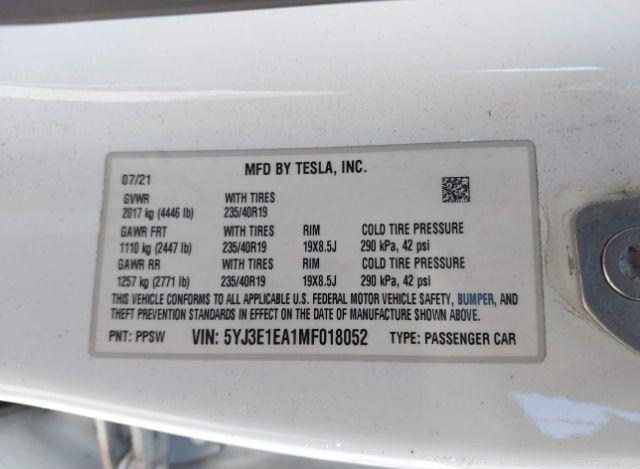 MFD BY TESLA, INC.
07/21
GVWR WITH TIRES
2017 kg (4446 lb) 235/40R19
GAWR FRT WITH TIRES RIM COLD TIRE PRESSURE
1110 kg (2447 lb) 235/40R19 19X8.5J 290 kPa, 42 psi
GAWR RR WITH TIRES RIM COLD TIRE PRESSURE
1257 kg (2771 lb) 235/40R19 19X8.5J 290 kPa, 42 psi
THIS VEHICLE CONFORMS TO ALL APPLICABLE U.S. FEDERAL MOTOR VEHICLE SAFETY, BUMPER, AND
THEFT PREVENTION STANDARDS IN EFFECT ON THE DATE OF MANUFACTURE SHOWN ABOVE.
PNT: PPSW VIN: 5YJ3E1EA1MF018052 TYPE: PASSENGER CAR